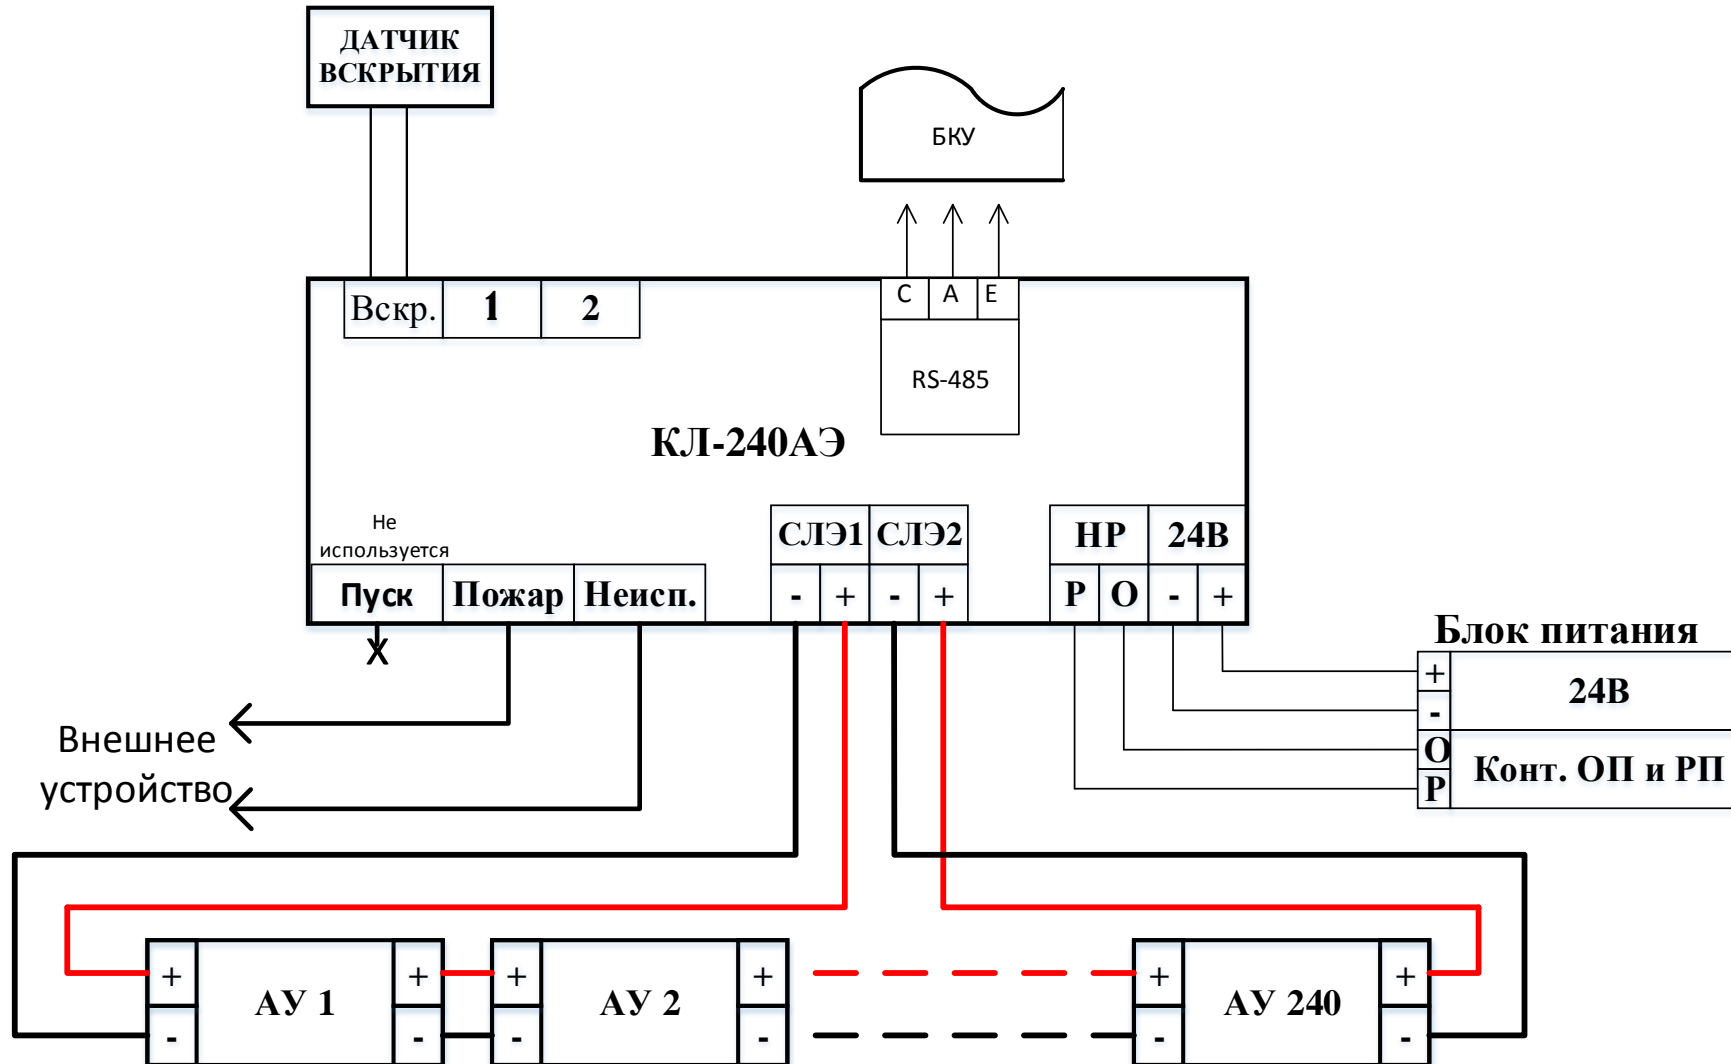 ДАТЧИК
ВСКРЫТИЯ
БКУ
Вскр. 1 2
C A E
RS-485
КЛ-240АЭ
Не
используется
СЛЭ1 СЛЭ2
НР 24В
Пуск Пожар Неисп.
- + - +
Р О - +
X
Блок питания
+
24В
-
О
Конт. ОП и РП
Р
Внешнее
устройство
+ + + + + +
АУ 1 АУ 2 АУ 240
- - - - - -